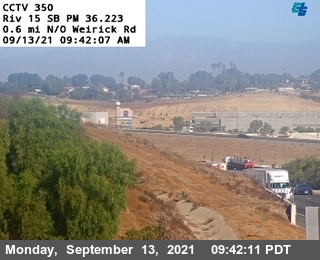 CCTV 350
Riv 15 SB PM 36.223
0.6 mi N/O Weirick Rd
09/13/21 09:42:07 AM
Monday, September 13, 2021 09:42:11 PDT